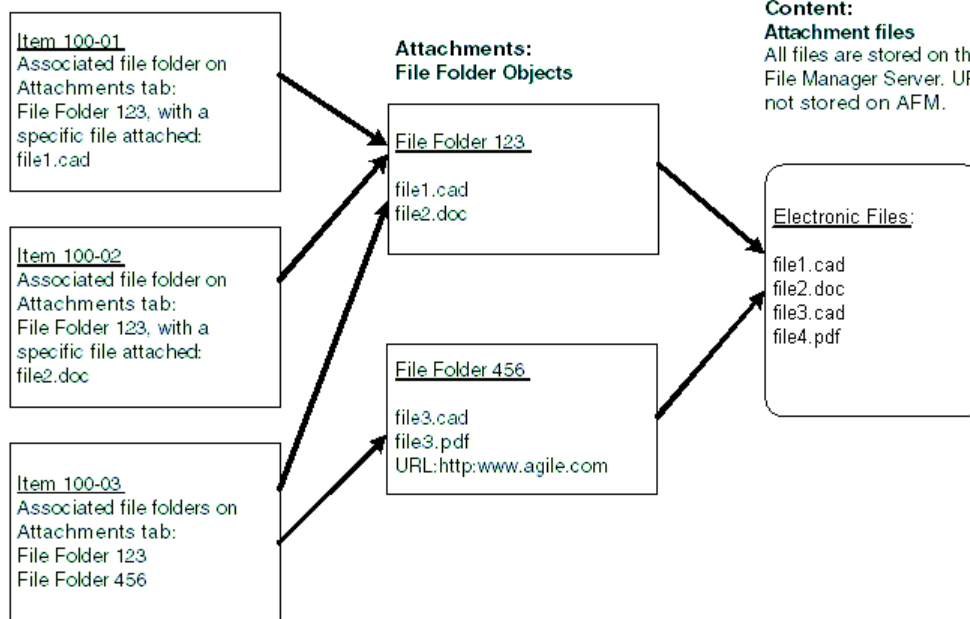 Item 100-01
Associated file folder on
Attachments tab:
File Folder 123, with a
specific file attached:
file1.cad
Item 100-02
Associated file folder on
Attachments tab:
File Folder 123, with a
specific file attached:
file2.doc
Item 100-03
Associated file folders on
Attachments tab:
File Folder 123
File Folder 456
Attachments:
File Folder Objects
File Folder 123
file1.cad
file2.doc
File Folder 456
file3.cad
file3.pdf
URL:http:www.agile.com
Content:
Attachment files
All files are stored on
File Manager Server.
not stored on AFM.
Electronic Files:
file1.cad
file2.doc
file3.cad
file4.pdf